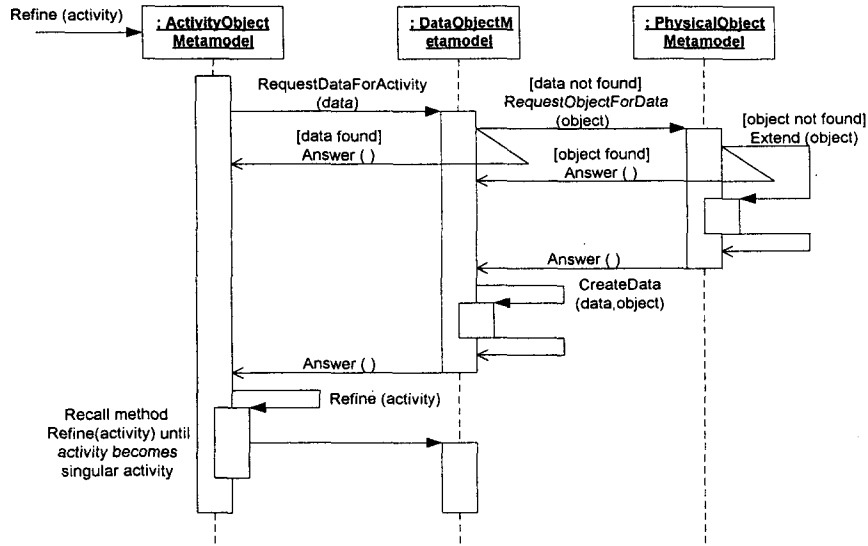 Refine (activity)
: ActivityObject
Metamodel
: DataObjectM
etamodel
: PhysicalObject
Metamodel
RequestDataForActivity
(data)
[data not found]
RequestObjectForData
(object)
[object not found]
Extend (object)
[data found]
Answer ( )
[object found]
Answer ( )
Answer ( )
CreateData
(data,object)
Answer ( )
Refine (activity)
Recall method
Refine(activity) until
activity becomes
singular activity